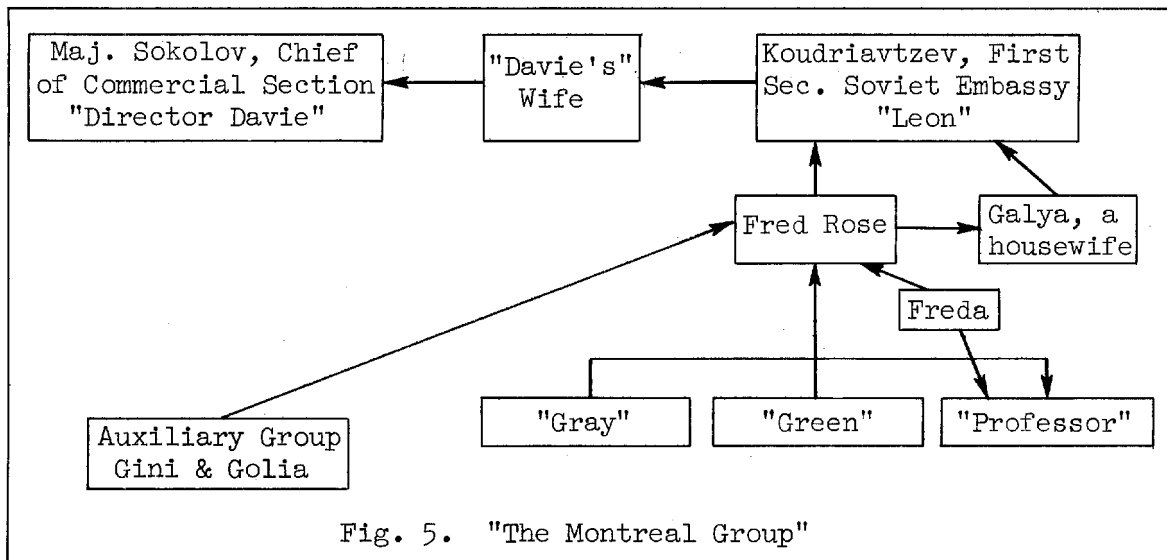 Maj. Sokolov, Chief
of Commercial Section
"Director Davie"
"Davie's"
Wife
Koudriavtzev, First
Sec. Soviet Embassy
"Leon"
Fred Rose
Galya, a
housewife
Freda
"Gray"
"Green"
"Professor"
Auxiliary Group
Gini & Golia
Fig. 5. "The Montreal Group"